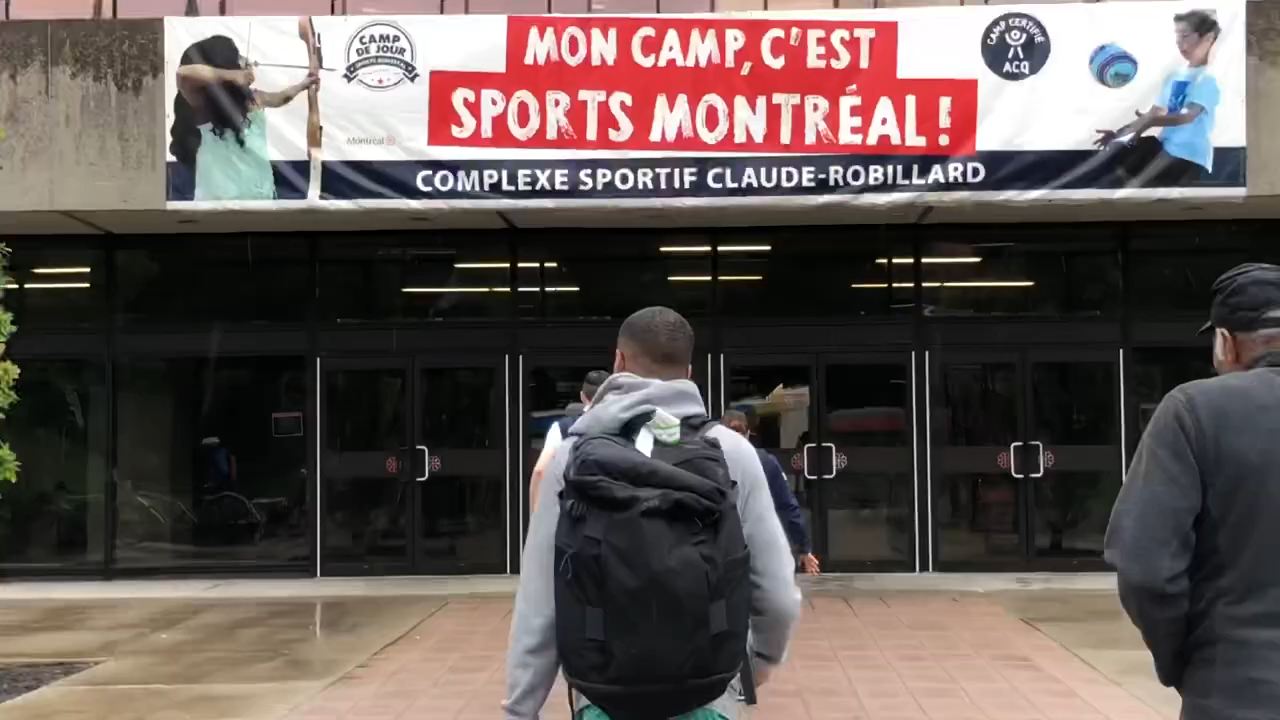 MON CAMP, C'EST
SPORTS MONTRÉAL!
COMPLEXE SPORTIF CLAUDE-ROBILLARD
CAMP
DE JOUR
Montréal
CAMP CERTIFIÉ
ACQ